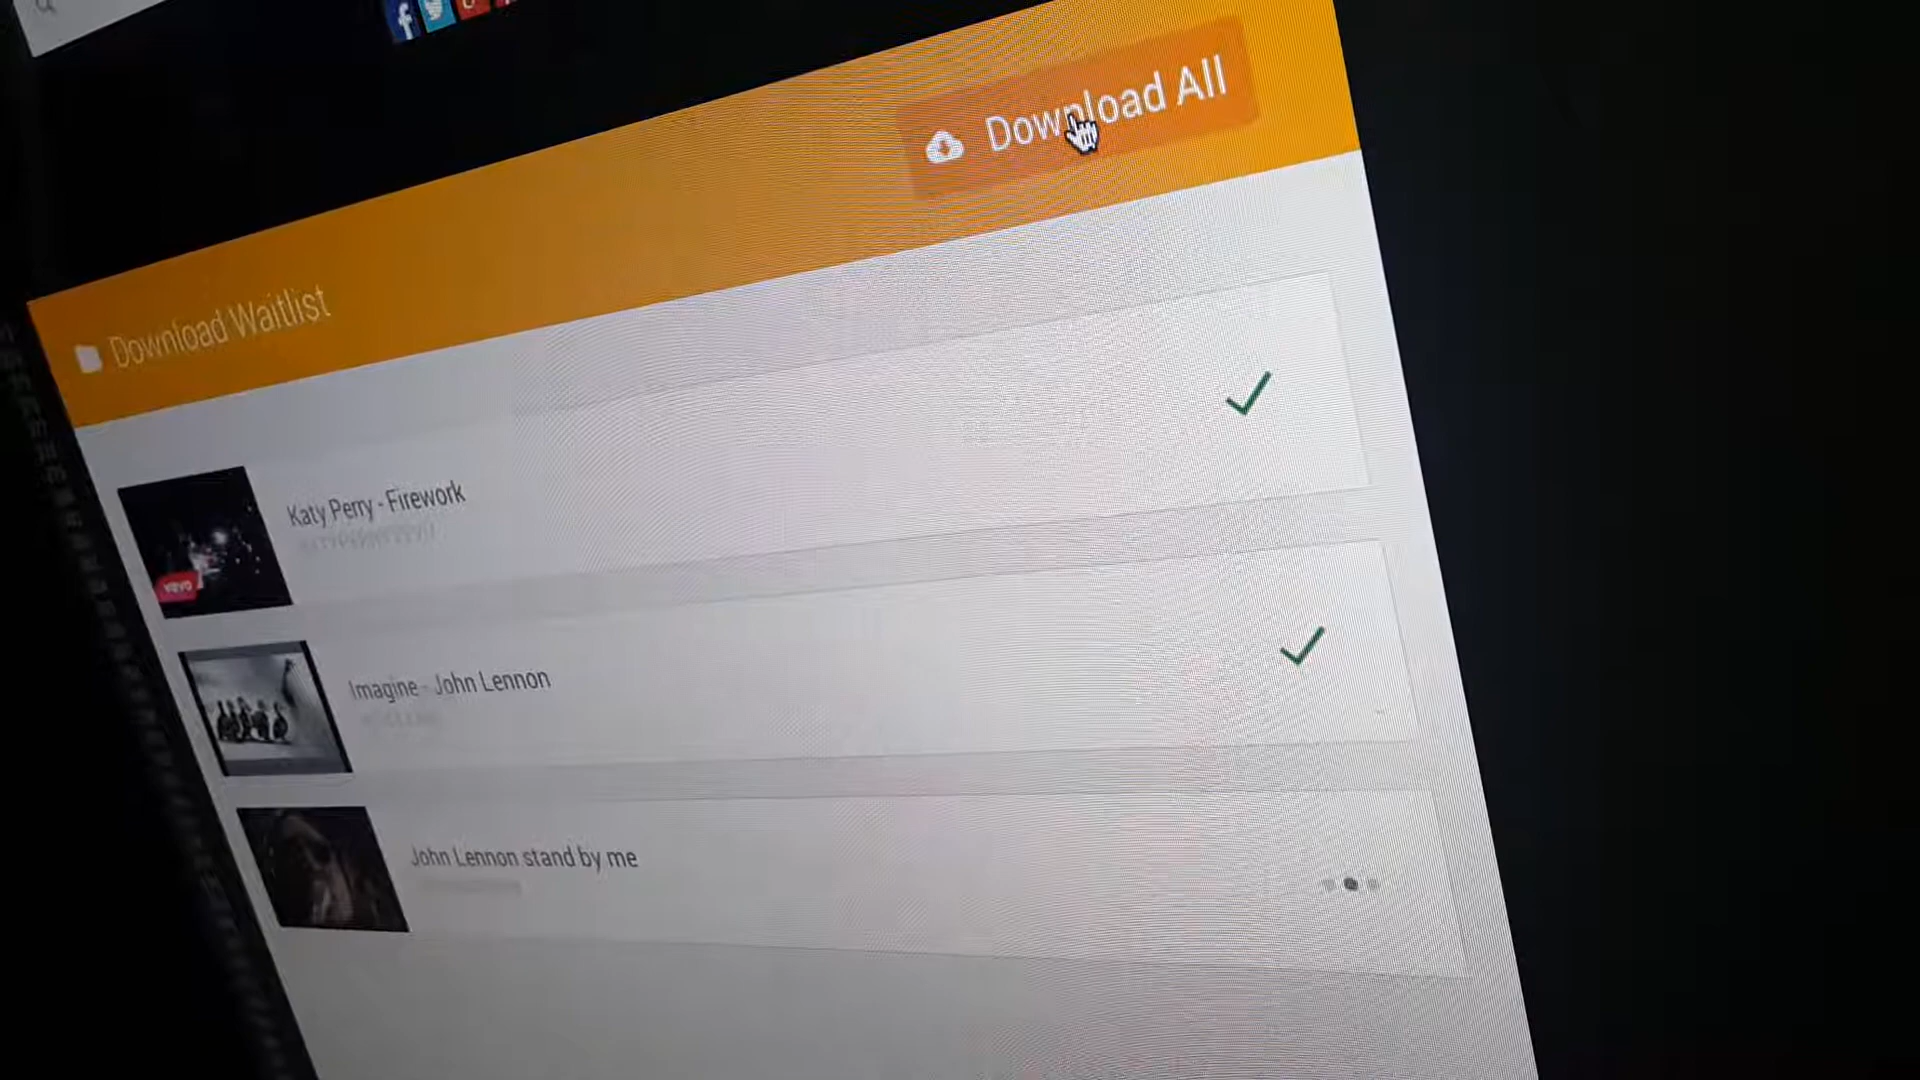 Download All
Download Waitlist
Katy Perry - Firework
vevo
Imagine - John Lennon
John Lennon stand by me